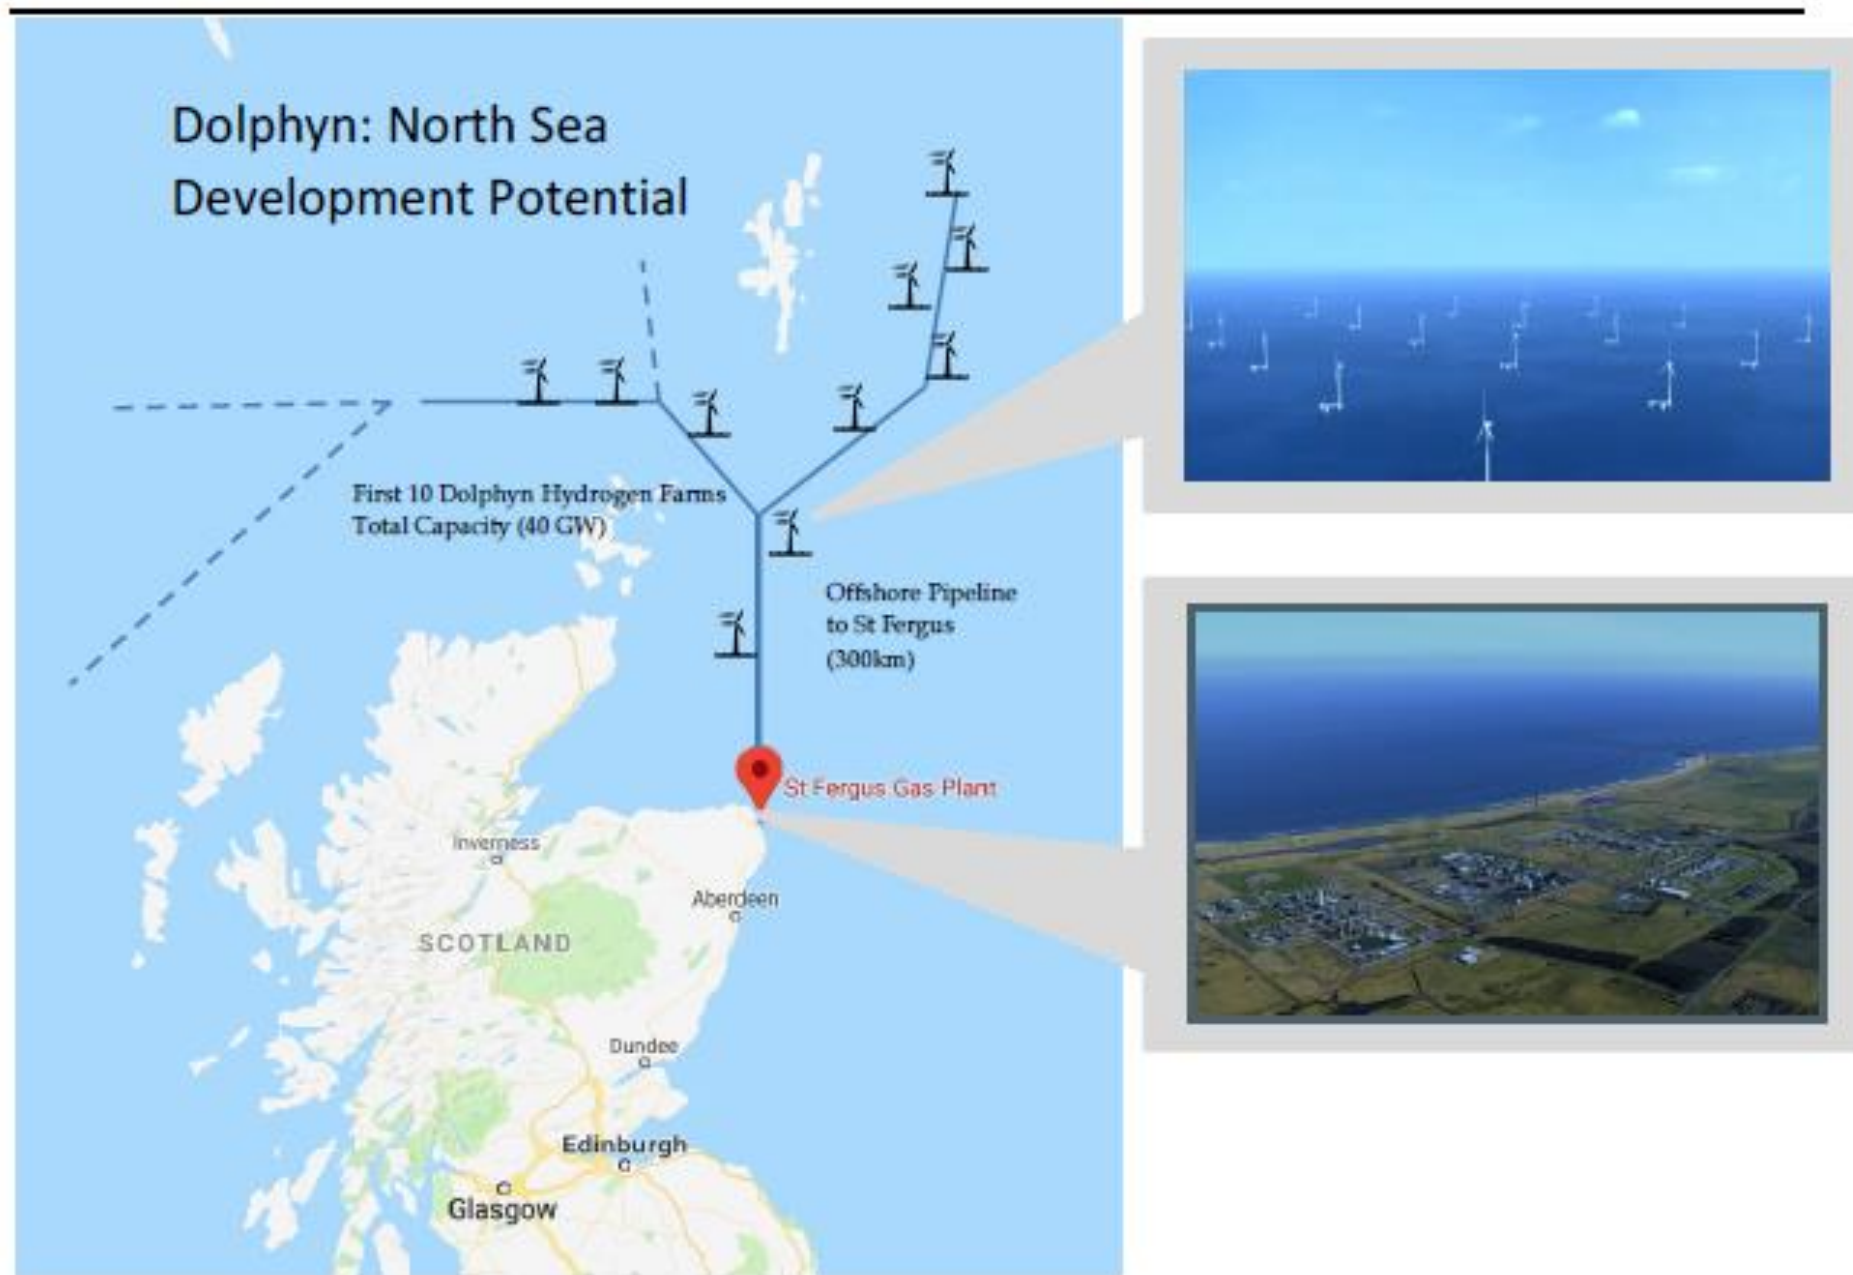 Dolphyn: North Sea
Development Potential
First 10 Dolphyn Hydrogen Farms
Total Capacity (40 GW)
Offshore Pipeline
to St Fergus
(300km)
St Fergus Gas Plant
Inverness
Aberdeen
SCOTLAND
Dundee
Edinburgh
Glasgow